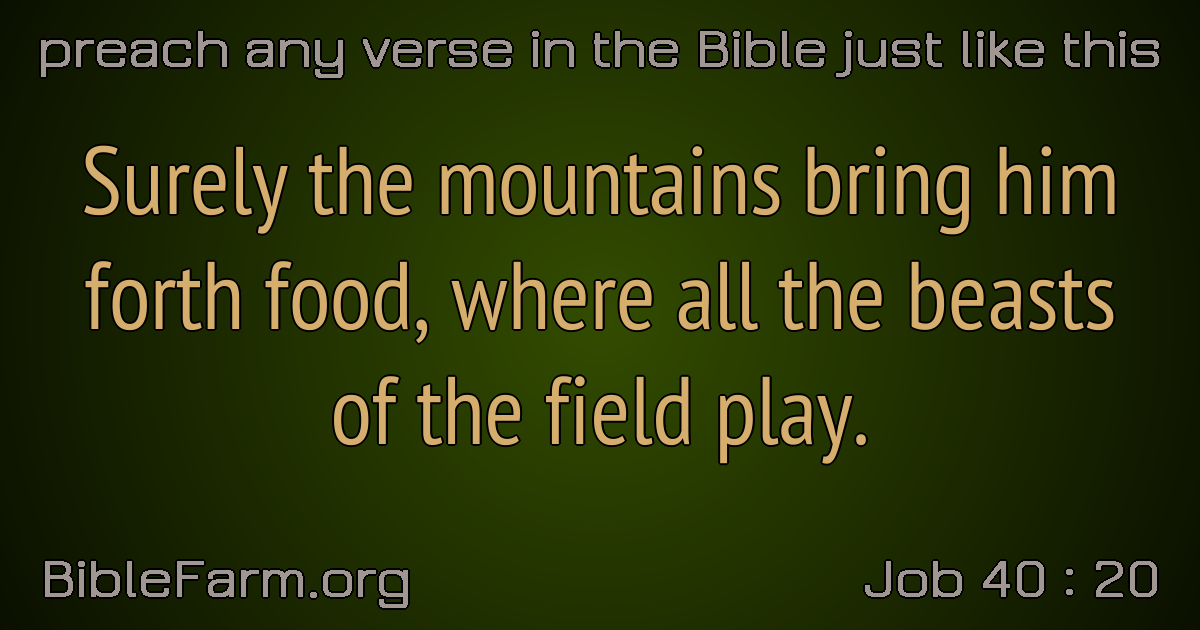 preach any verse in the Bible just like this
Surely the mountains bring him
forth food, where all the beasts
of the field play.
BibleFarm.org
Job 40 : 20